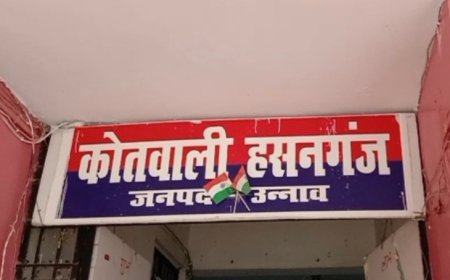 कोतवाली हसनगंज
जनपद उन्नाव